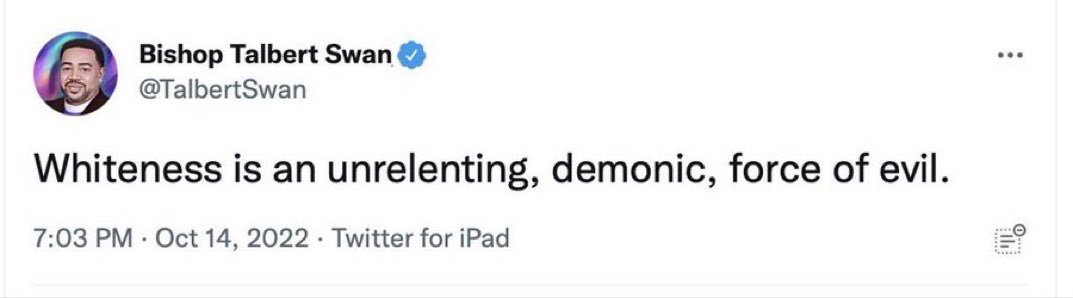 Bishop Talbert Swan
@TalbertSwan
Whiteness is an unrelenting, demonic, force of evil.
7:03 PM · Oct 14, 2022 · Twitter for iPad